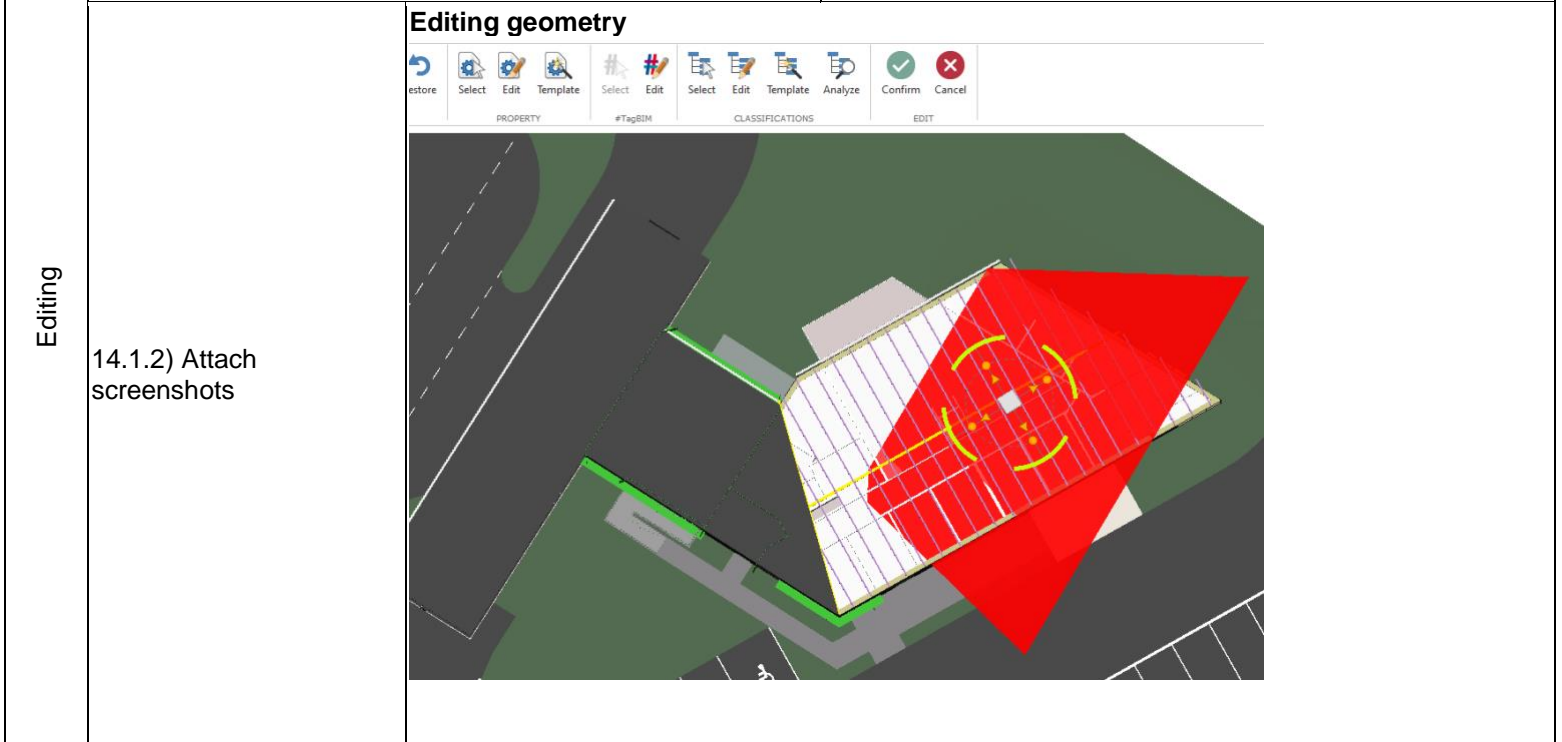 Editing geometry
estore Select Edit Template Select Edit Select Edit Template Analyze Confirm Cancel
PROPERTY #TagBIM CLASSIFICATIONS EDIT
Editing
14.1.2) Attach
screenshots